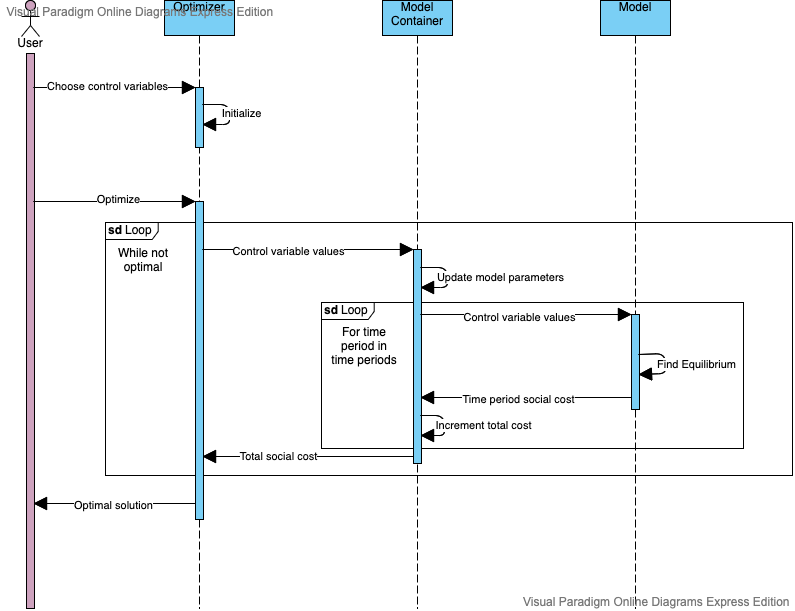 Visual Paradigm Online Diagrams Express Edition
Optimizer
Model
Container
Model
User
Choose control variables
Initialize
Optimize
sd Loop
While not
optimal
Control variable values
Update model parameters
sd Loop
For time
period in
time periods
Control variable values
Find Equilibrium
Time period social cost
Increment total cost
Total social cost
Optimal solution
Visual Paradigm Online Diagrams Express Edition